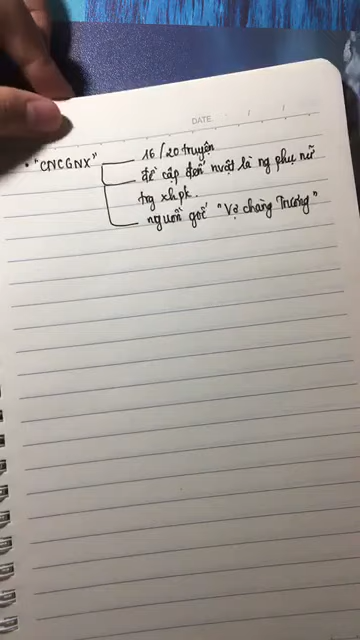 DATE / /
• "CNCGNX"
16/20 truyện
đề cập đến nvật là ng phụ nữ
trg xhpk.
nguồn gốc "Vợ chàng Trương"